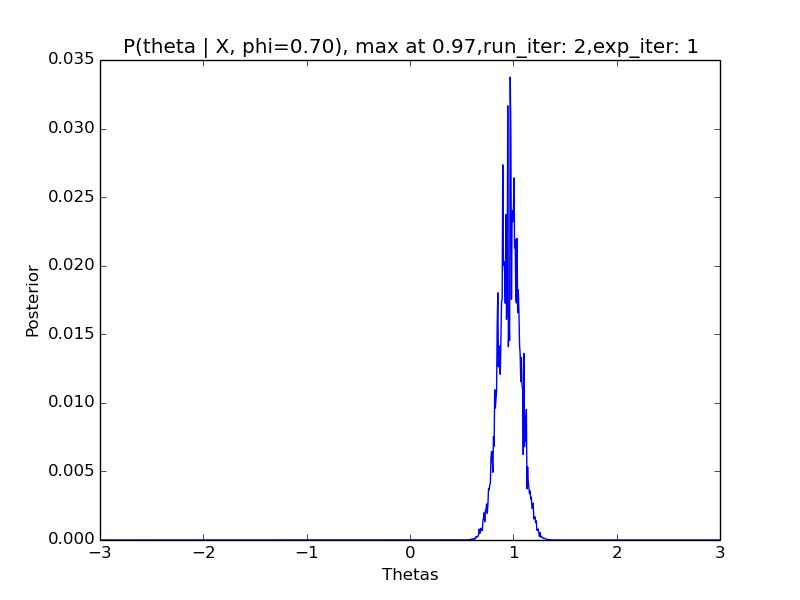 P(theta | X, phi=0.70), max at 0.97,run_iter: 2,exp_iter: 1
0.035
0.030
0.025
0.020
0.015
0.010
0.005
0.000
Posterior
−3 −2 −1 0 1 2 3
Thetas